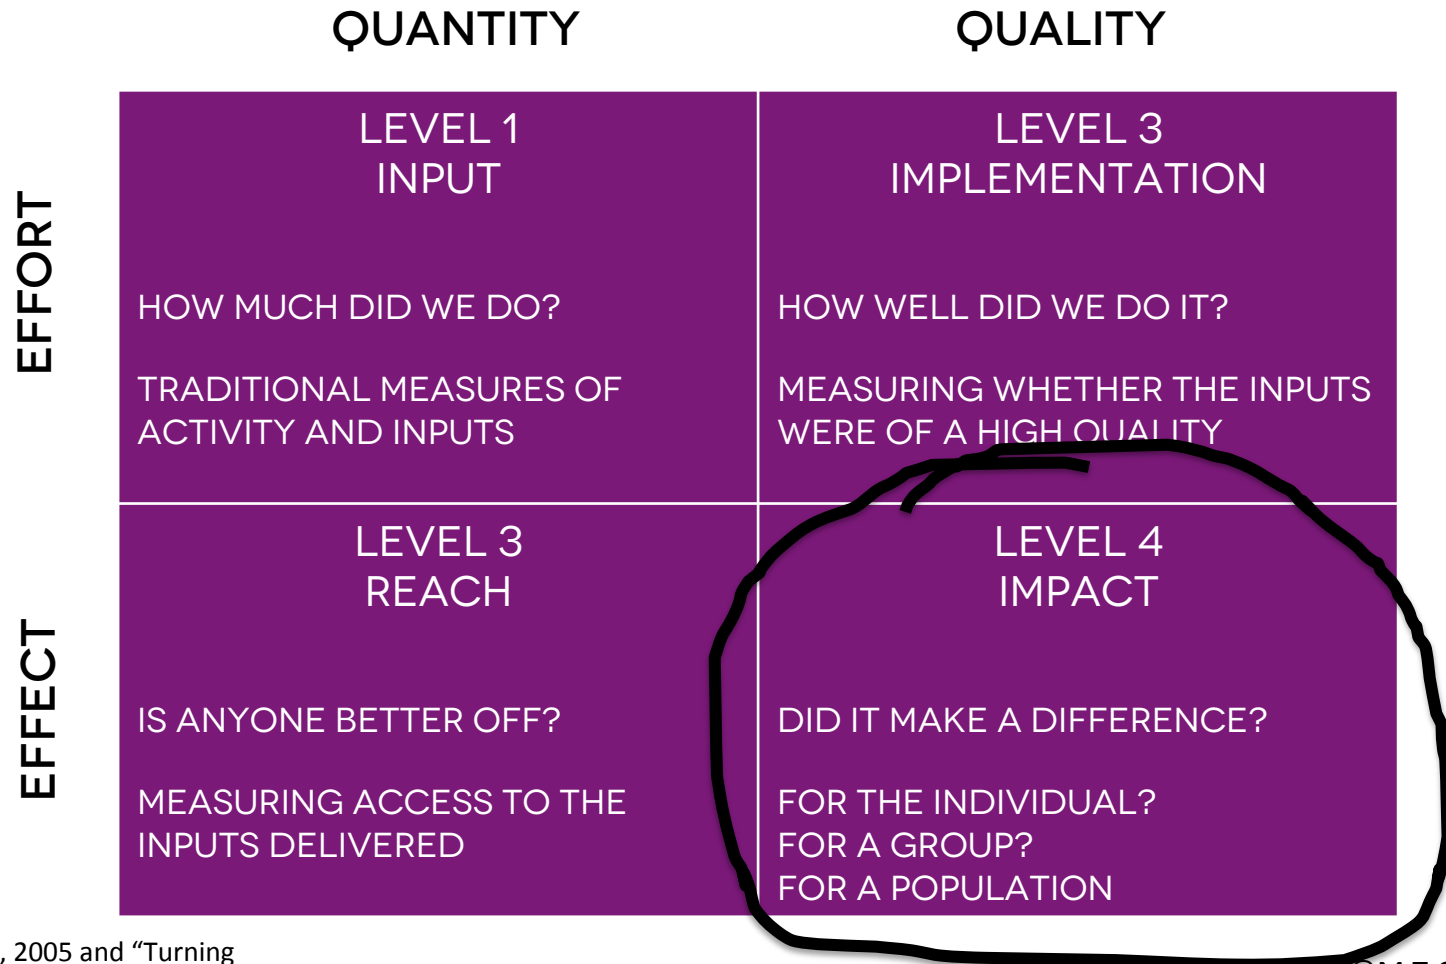 QUANTITY
QUALITY
EFFORT
LEVEL 1
INPUT
HOW MUCH DID WE DO?
TRADITIONAL MEASURES OF
ACTIVITY AND INPUTS
LEVEL 3
IMPLEMENTATION
HOW WELL DID WE DO IT?
MEASURING WHETHER THE INPUTS
WERE OF A HIGH QUALITY
EFFECT
LEVEL 3
REACH
IS ANYONE BETTER OFF?
MEASURING ACCESS TO THE
INPUTS DELIVERED
LEVEL 4
IMPACT
DID IT MAKE A DIFFERENCE?
FOR THE INDIVIDUAL?
FOR A GROUP?
FOR A POPULATION
, 2005 and “Turning